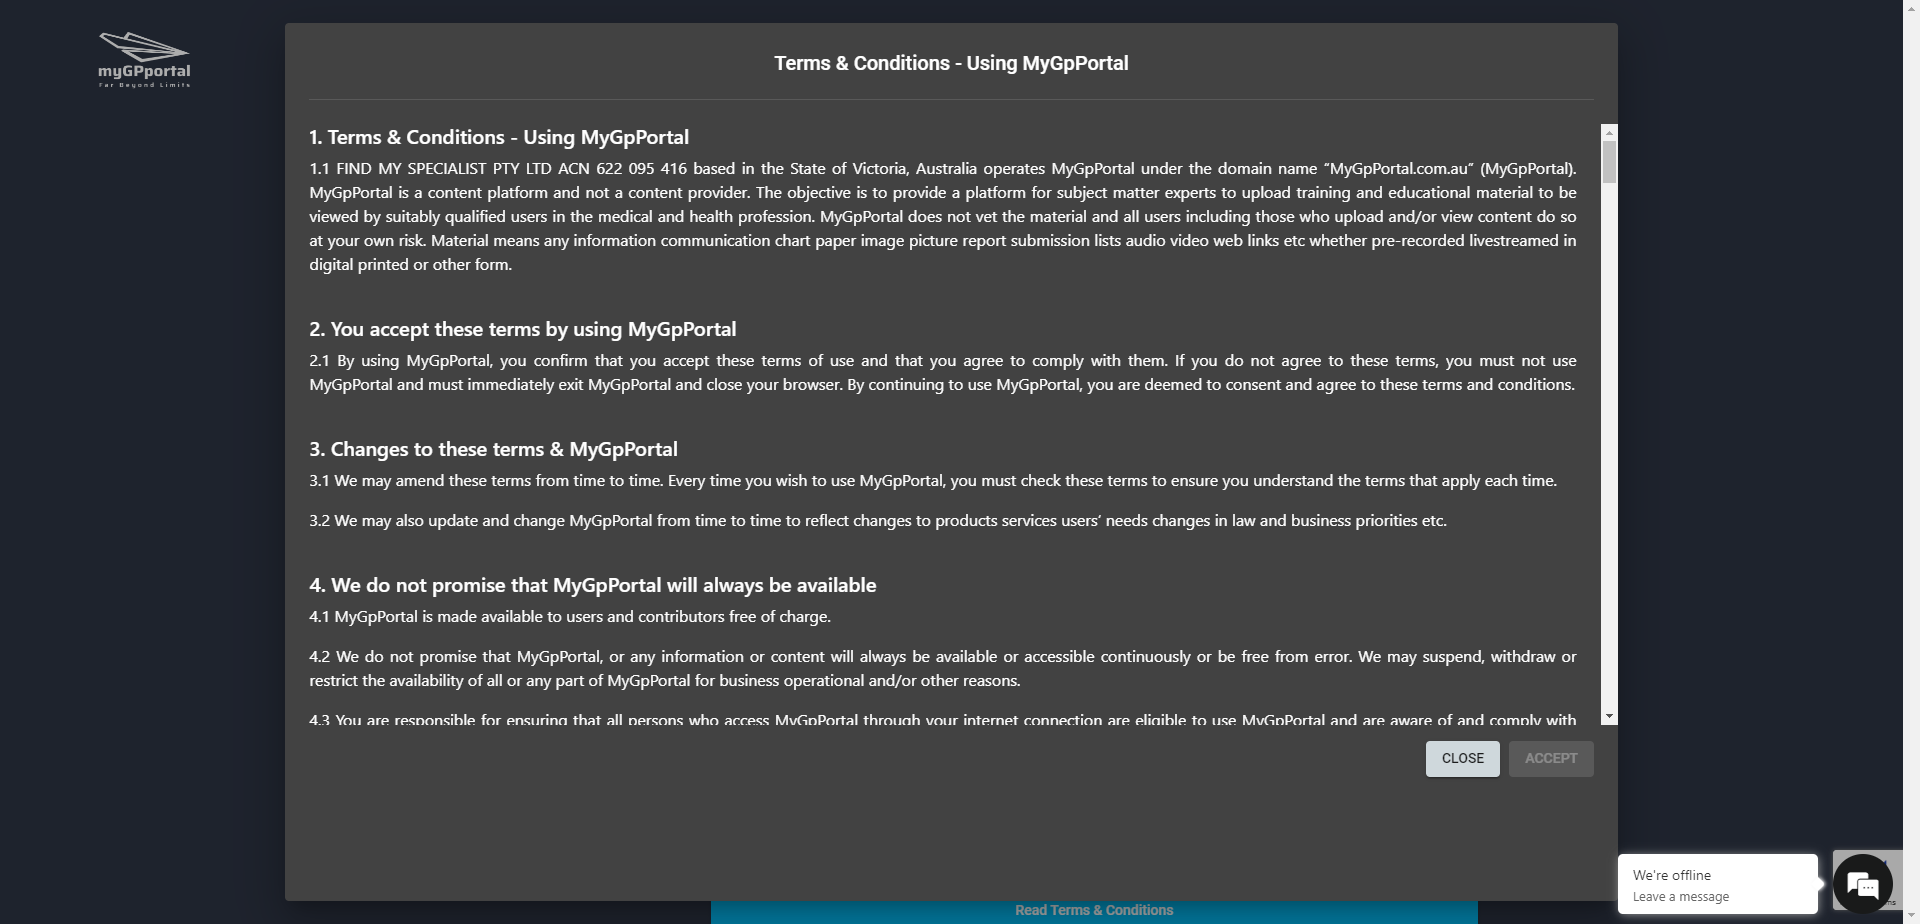 myGPportal
Far Beyond Limits
Terms & Conditions - Using MyGpPortal
1. Terms & Conditions - Using MyGpPortal
1.1 FIND MY SPECIALIST PTY LTD ACN 622 095 416 based in the State of Victoria, Australia operates MyGpPortal under the domain name “MyGpPortal.com.au” (MyGpPortal).
MyGpPortal is a content platform and not a content provider. The objective is to provide a platform for subject matter experts to upload training and educational material to be
viewed by suitably qualified users in the medical and health profession. MyGpPortal does not vet the material and all users including those who upload and/or view content do so
at your own risk. Material means any information communication chart paper image picture report submission lists audio video web links etc whether pre-recorded livestreamed in
digital printed or other form.
2. You accept these terms by using MyGpPortal
2.1 By using MyGpPortal, you confirm that you accept these terms of use and that you agree to comply with them. If you do not agree to these terms, you must not use
MyGpPortal and must immediately exit MyGpPortal and close your browser. By continuing to use MyGpPortal, you are deemed to consent and agree to these terms and conditions.
3. Changes to these terms & MyGpPortal
3.1 We may amend these terms from time to time. Every time you wish to use MyGpPortal, you must check these terms to ensure you understand the terms that apply each time.
3.2 We may also update and change MyGpPortal from time to time to reflect changes to products services users’ needs changes in law and business priorities etc.
4. We do not promise that MyGpPortal will always be available
4.1 MyGpPortal is made available to users and contributors free of charge.
4.2 We do not promise that MyGpPortal, or any information or content will always be available or accessible continuously or be free from error. We may suspend, withdraw or
restrict the availability of all or any part of MyGpPortal for business operational and/or other reasons.
4.3 You are responsible for ensuring that all persons who access MyGpPortal through your internet connection are eligible to use MyGpPortal and are aware of and comply with
CLOSE
ACCEPT
We're offline
Leave a message
Read Terms & Conditions